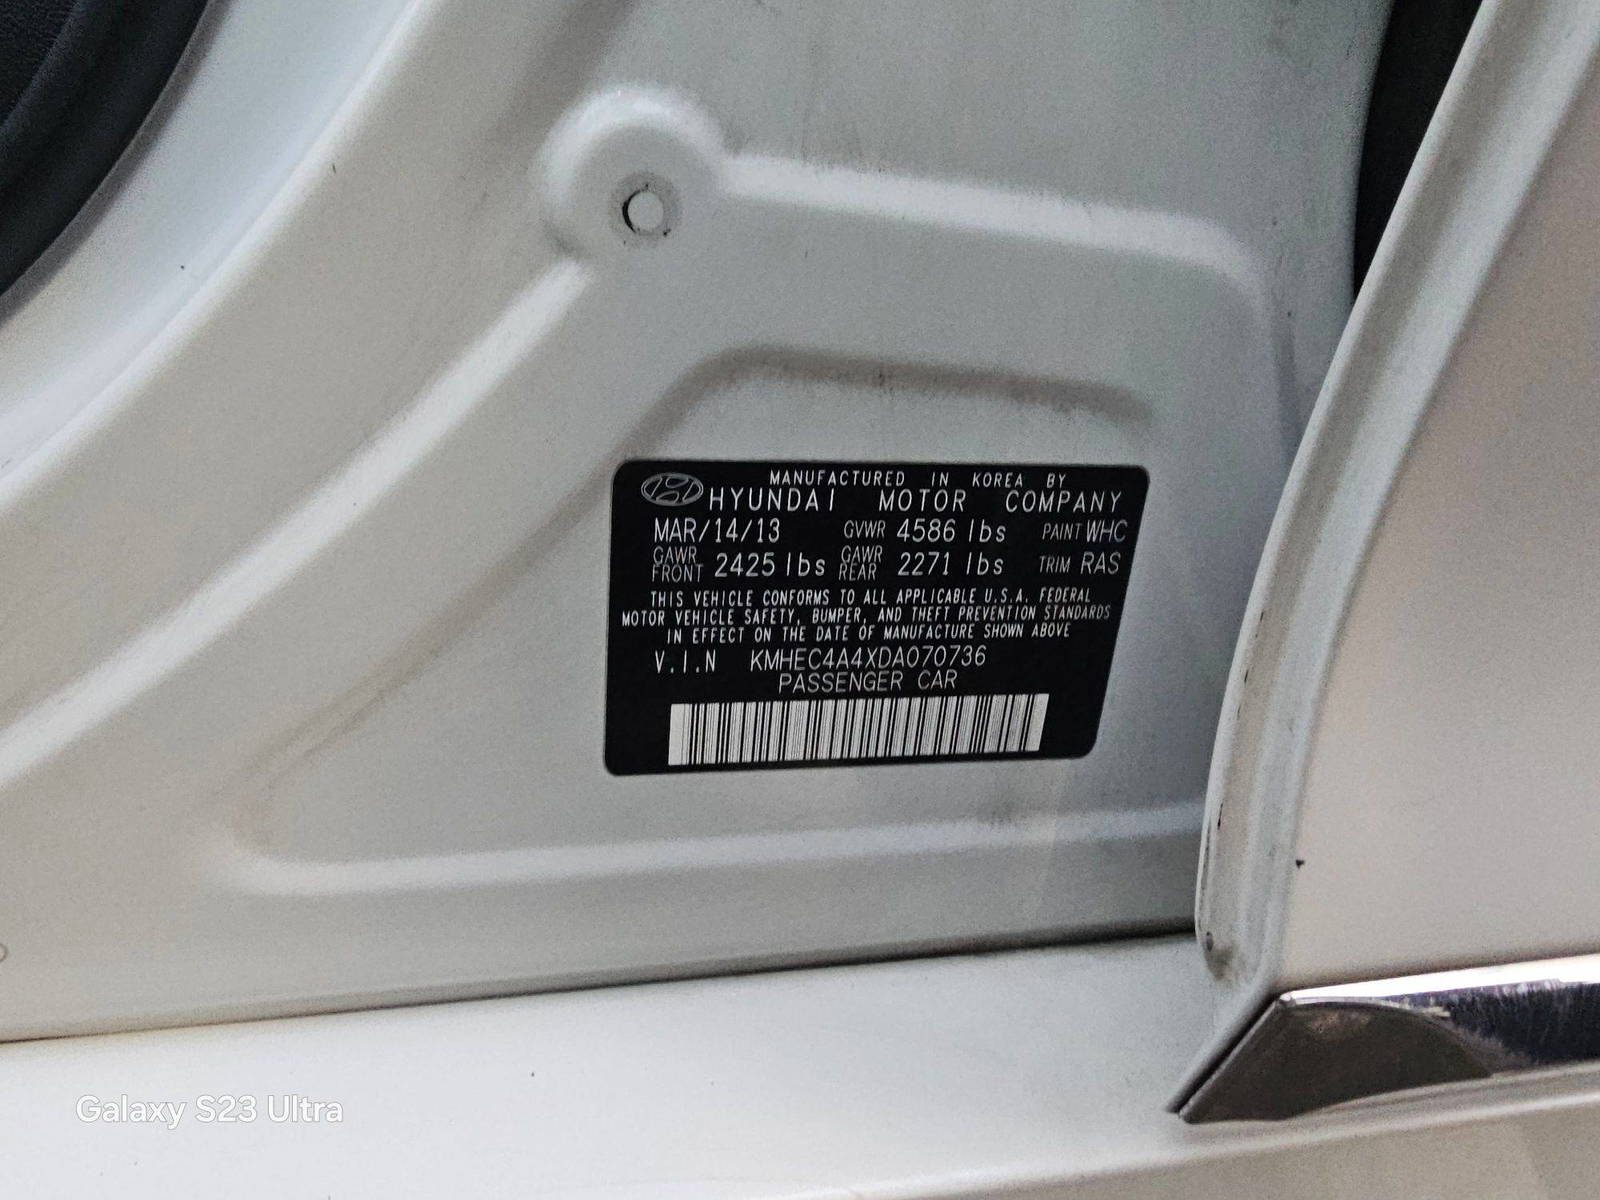 MANUFACTURED IN KOREA BY
HYUNDAI MOTOR COMPANY
MAR/14/13 GVWR 4586 lbs PAINT WHC
GAWR FRONT 2425 lbs GAWR REAR 2271 lbs TRIM RAS
THIS VEHICLE CONFORMS TO ALL APPLICABLE U.S.A. FEDERAL
MOTOR VEHICLE SAFETY, BUMPER, AND THEFT PREVENTION STANDARDS
IN EFFECT ON THE DATE OF MANUFACTURE SHOWN ABOVE
V.I.N KMHEC4A4XDA070736
PASSENGER CAR
Galaxy S23 Ultra